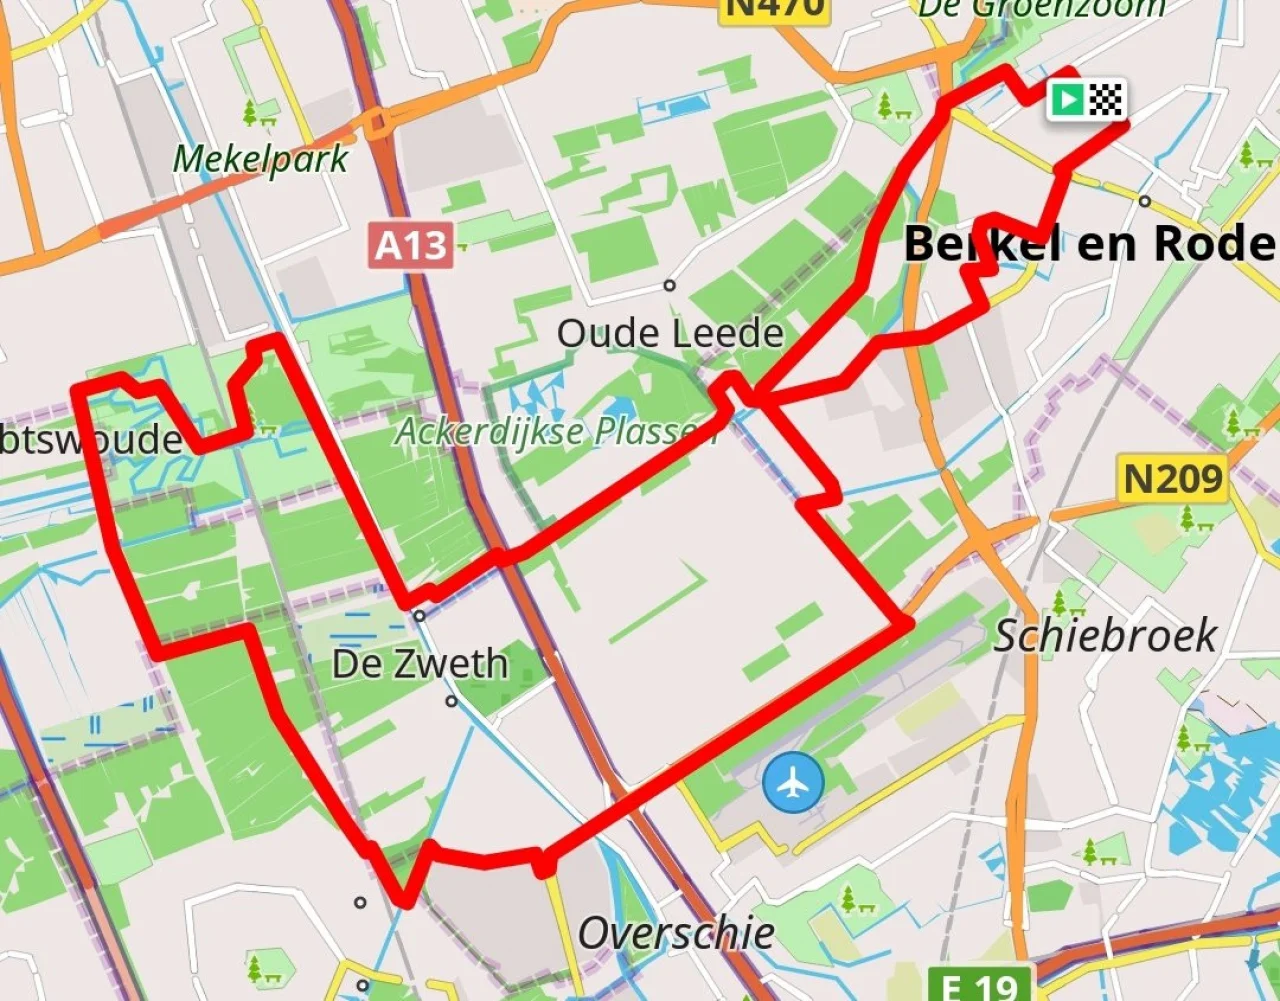 N470
De Groenzoom
Mekelpark
A13
Berkel en Rode
Oude Leede
Ackerdijkse Plassen
btswoude
N209
Schiebroek
De Zweth
Overschie
E 19